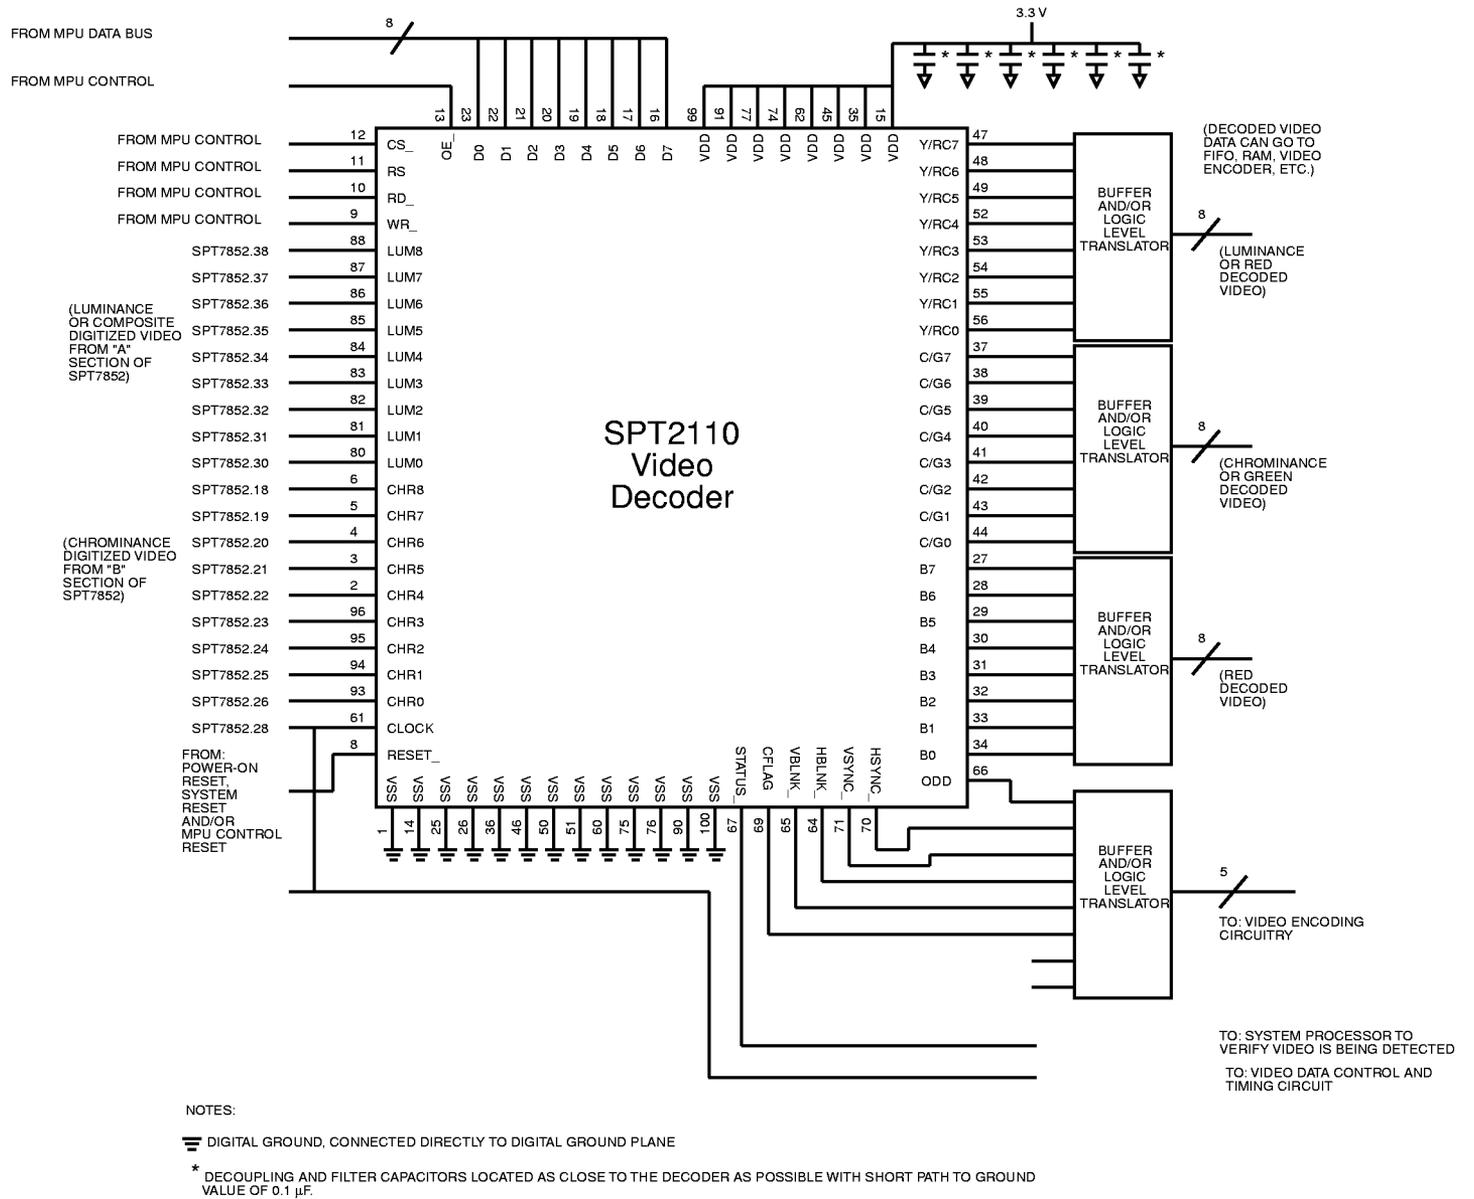 FROM MPU DATA BUS
8
3.3 V
* * * * * *
FROM MPU CONTROL
13 23 22 21 20 19 18 17 16 99 91 77 74 62 45 35 15
OE_ D0 D1 D2 D3 D4 D5 D6 D7 VDD VDD VDD VDD VDD VDD VDD VDD
FROM MPU CONTROL 12 CS_
FROM MPU CONTROL 11 RS
FROM MPU CONTROL 10 RD_
FROM MPU CONTROL 9 WR_
SPT7852.38 88 LUM8
SPT7852.37 87 LUM7
SPT7852.36 86 LUM6
SPT7852.35 85 LUM5
SPT7852.34 84 LUM4
SPT7852.33 83 LUM3
SPT7852.32 82 LUM2
SPT7852.31 81 LUM1
SPT7852.30 80 LUM0
(LUMINANCE
OR COMPOSITE
DIGITIZED VIDEO
FROM "A"
SECTION OF
SPT7852)
SPT7852.18 6 CHR8
SPT7852.19 5 CHR7
SPT7852.20 4 CHR6
SPT7852.21 3 CHR5
SPT7852.22 2 CHR4
SPT7852.23 96 CHR3
SPT7852.24 95 CHR2
SPT7852.25 94 CHR1
SPT7852.26 93 CHR0
(CHROMINANCE
DIGITIZED VIDEO
FROM "B"
SECTION OF
SPT7852)
SPT7852.28 61 CLOCK
8 RESET_
FROM:
POWER-ON
RESET,
SYSTEM
RESET
AND/OR
MPU CONTROL
RESET
SPT2110
Video
Decoder
Y/RC7 47
Y/RC6 48
Y/RC5 49
Y/RC4 52
Y/RC3 53
Y/RC2 54
Y/RC1 55
Y/RC0 56
C/G7 37
C/G6 38
C/G5 39
C/G4 40
C/G3 41
C/G2 42
C/G1 43
C/G0 44
B7 27
B6 28
B5 29
B4 30
B3 31
B2 32
B1 33
B0 34
ODD 66
BUFFER
AND/OR
LOGIC
LEVEL
TRANSLATOR
(DECODED VIDEO
DATA CAN GO TO
FIFO, RAM, VIDEO
ENCODER, ETC.)
8
(LUMINANCE
OR RED
DECODED
VIDEO)
BUFFER
AND/OR
LOGIC
LEVEL
TRANSLATOR
8
(CHROMINANCE
OR GREEN
DECODED
VIDEO)
BUFFER
AND/OR
LOGIC
LEVEL
TRANSLATOR
8
(RED
DECODED
VIDEO)
VSS VSS VSS VSS VSS VSS VSS VSS VSS VSS VSS VSS VSS STATUS_ CFLAG VBLNK_ HBLNK_ VSYNC_ HSYNC_
1 14 25 26 36 46 50 51 60 75 76 90 100 67 69 65 64 71 70
BUFFER
AND/OR
LOGIC
LEVEL
TRANSLATOR
5
TO: VIDEO ENCODING
CIRCUITRY
TO: SYSTEM PROCESSOR TO
VERIFY VIDEO IS BEING DETECTED
TO: VIDEO DATA CONTROL AND
TIMING CIRCUIT
NOTES:
DIGITAL GROUND, CONNECTED DIRECTLY TO DIGITAL GROUND PLANE
* DECOUPLING AND FILTER CAPACITORS LOCATED AS CLOSE TO THE DECODER AS POSSIBLE WITH SHORT PATH TO GROUND
VALUE OF 0.1 µF.